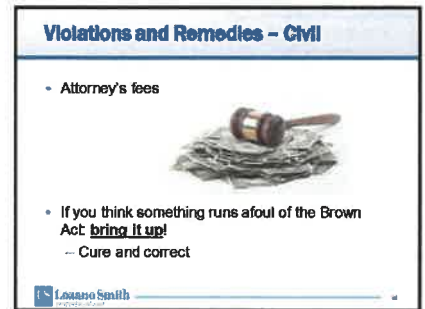 Violations and Remedies – Civil
• Attorney's fees
• If you think something runs afoul of the Brown
Act: bring it up!
– Cure and correct
Lozano Smith